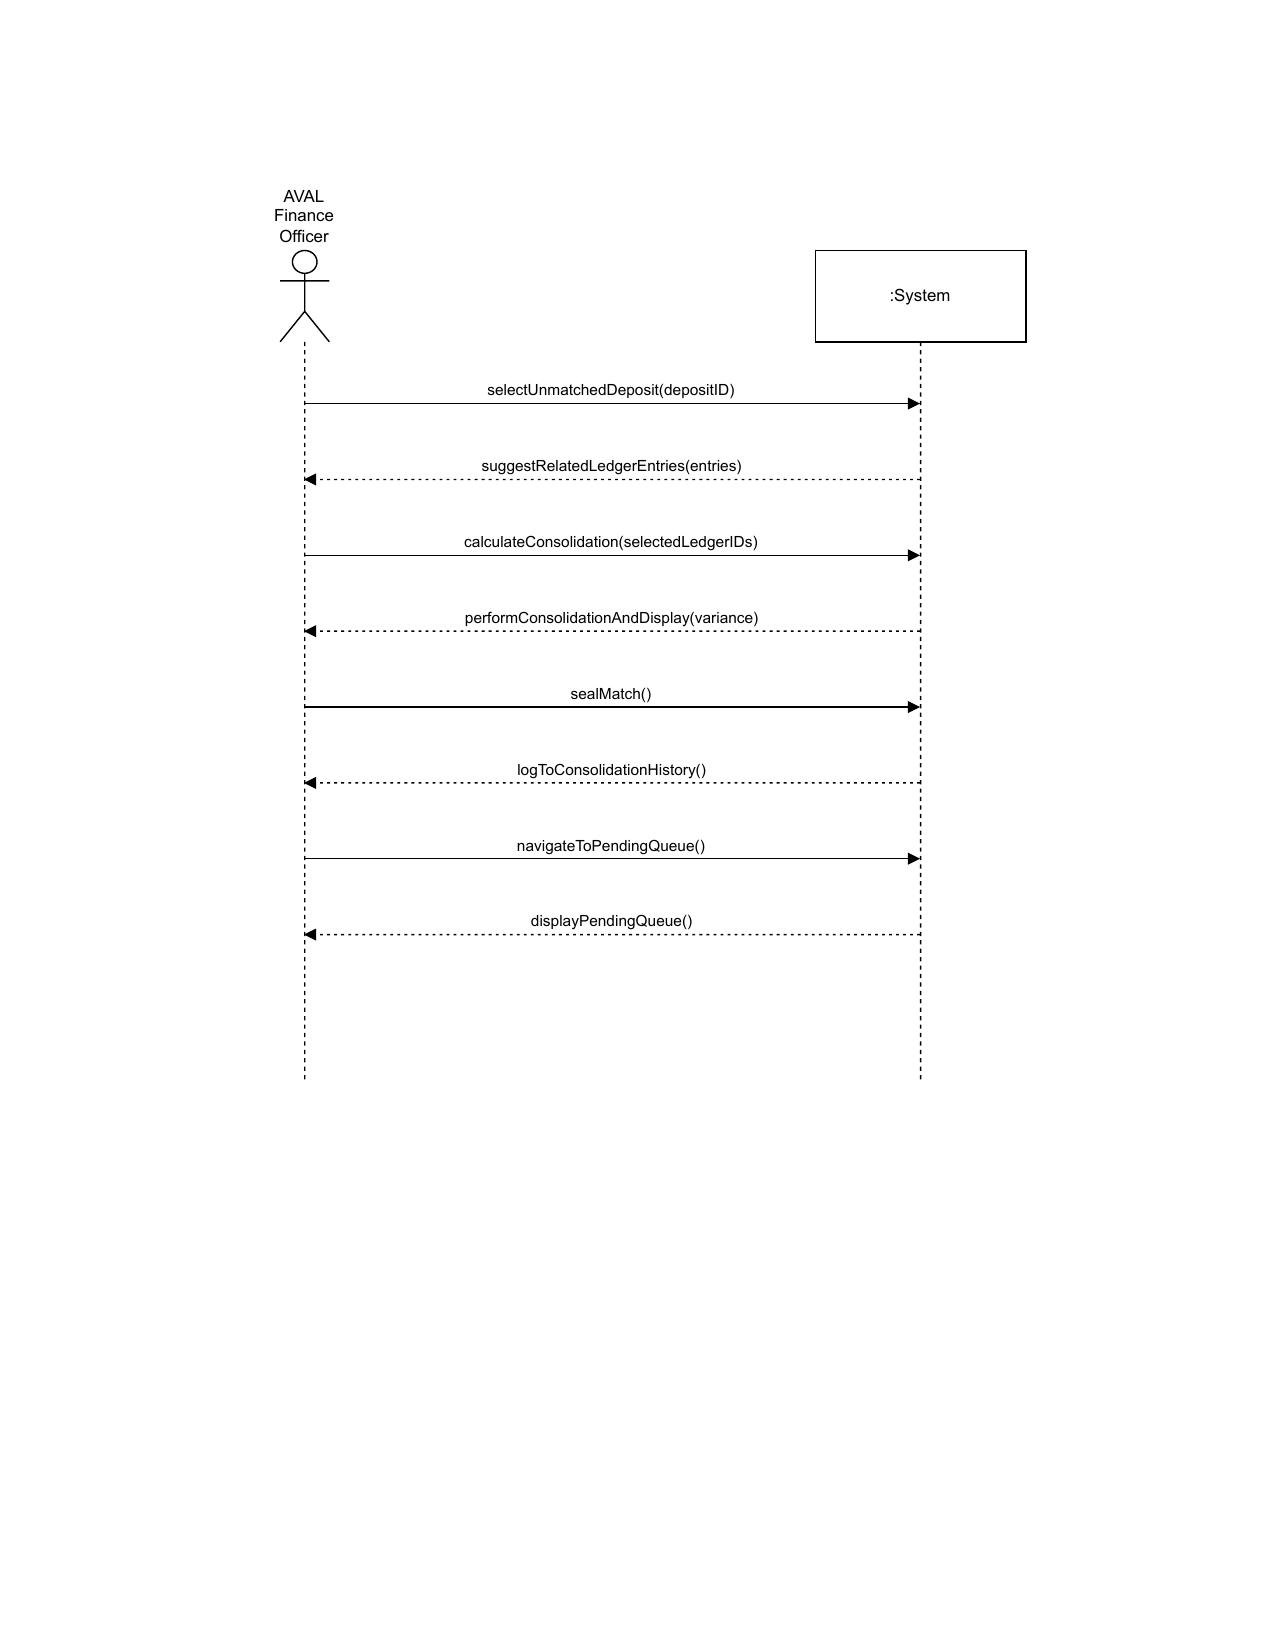 AVAL
Finance
Officer
:System
selectUnmatchedDeposit(depositID)
suggestRelatedLedgerEntries(entries)
calculateConsolidation(selectedLedgerIDs)
performConsolidationAndDisplay(variance)
sealMatch()
logToConsolidationHistory()
navigateToPendingQueue()
displayPendingQueue()